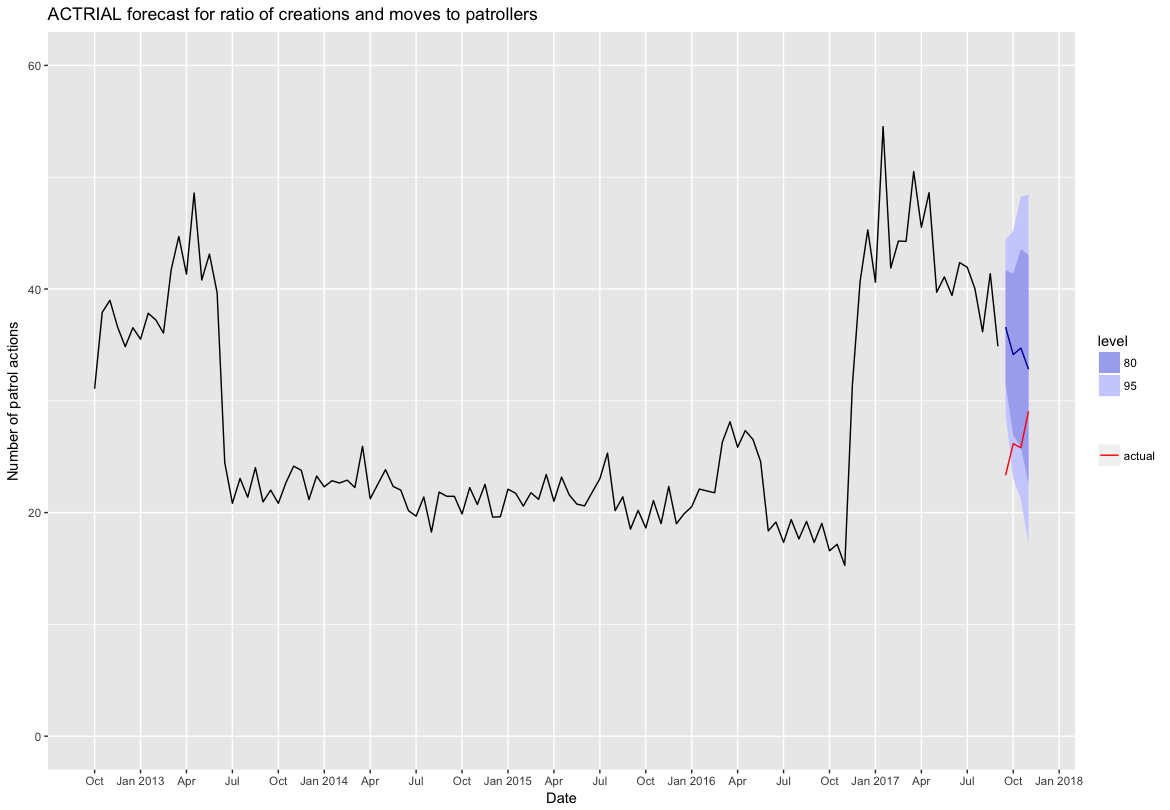 ACTRIAL forecast for ratio of creations and moves to patrollers
Number of patrol actions
60
40
20
0
Oct Jan 2013 Apr Jul Oct Jan 2014 Apr Jul Oct Jan 2015 Apr Jul Oct Jan 2016 Apr Jul Oct Jan 2017 Apr Jul Oct Jan 2018
Date
level
80
95
actual